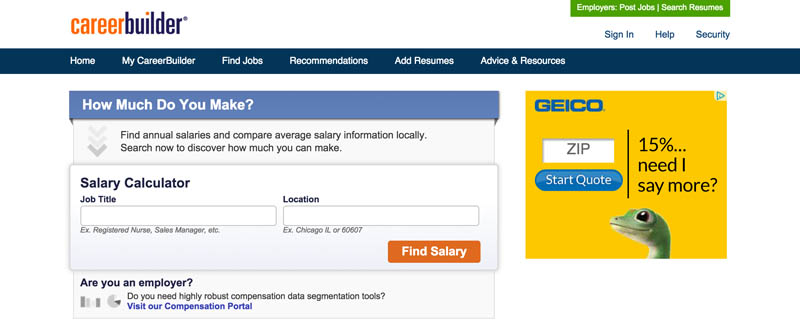 Employers: Post Jobs | Search Resumes
careerbuilder®
Sign In Help Security
Home My CareerBuilder Find Jobs Recommendations Add Resumes Advice & Resources
How Much Do You Make?
Find annual salaries and compare average salary information locally.
Search now to discover how much you can make.
Salary Calculator
Job Title Location
Ex. Registered Nurse, Sales Manager, etc. Ex. Chicago IL or 60607
Find Salary
Are you an employer?
Do you need highly robust compensation data segmentation tools?
Visit our Compensation Portal
GEICO.
ZIP
Start Quote
15%...
need I
say more?